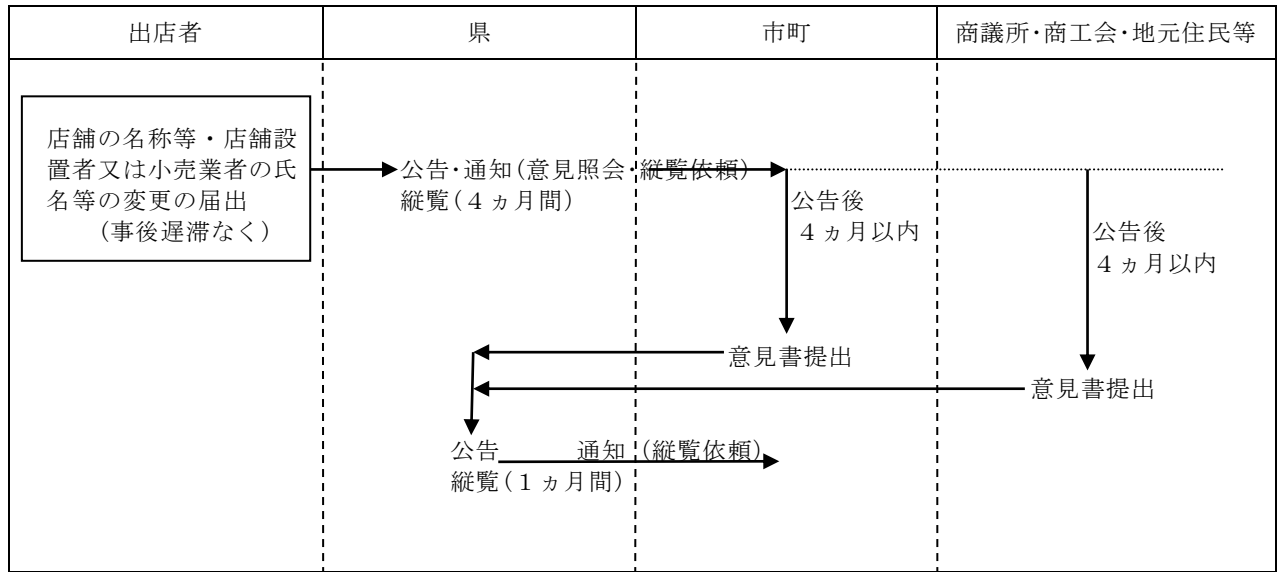 出店者
県
市町
商議所・商工会・地元住民等
店舗の名称等・店舗設
置者又は小売業者の氏
名等の変更の届出
(事後遅滞なく)
公告・通知(意見照会・縦覧依頼)
縦覧(4ヵ月間)
公告後
4ヵ月以内
公告後
4ヵ月以内
意見書提出
意見書提出
公告 通知(縦覧依頼)
縦覧(1ヵ月間)